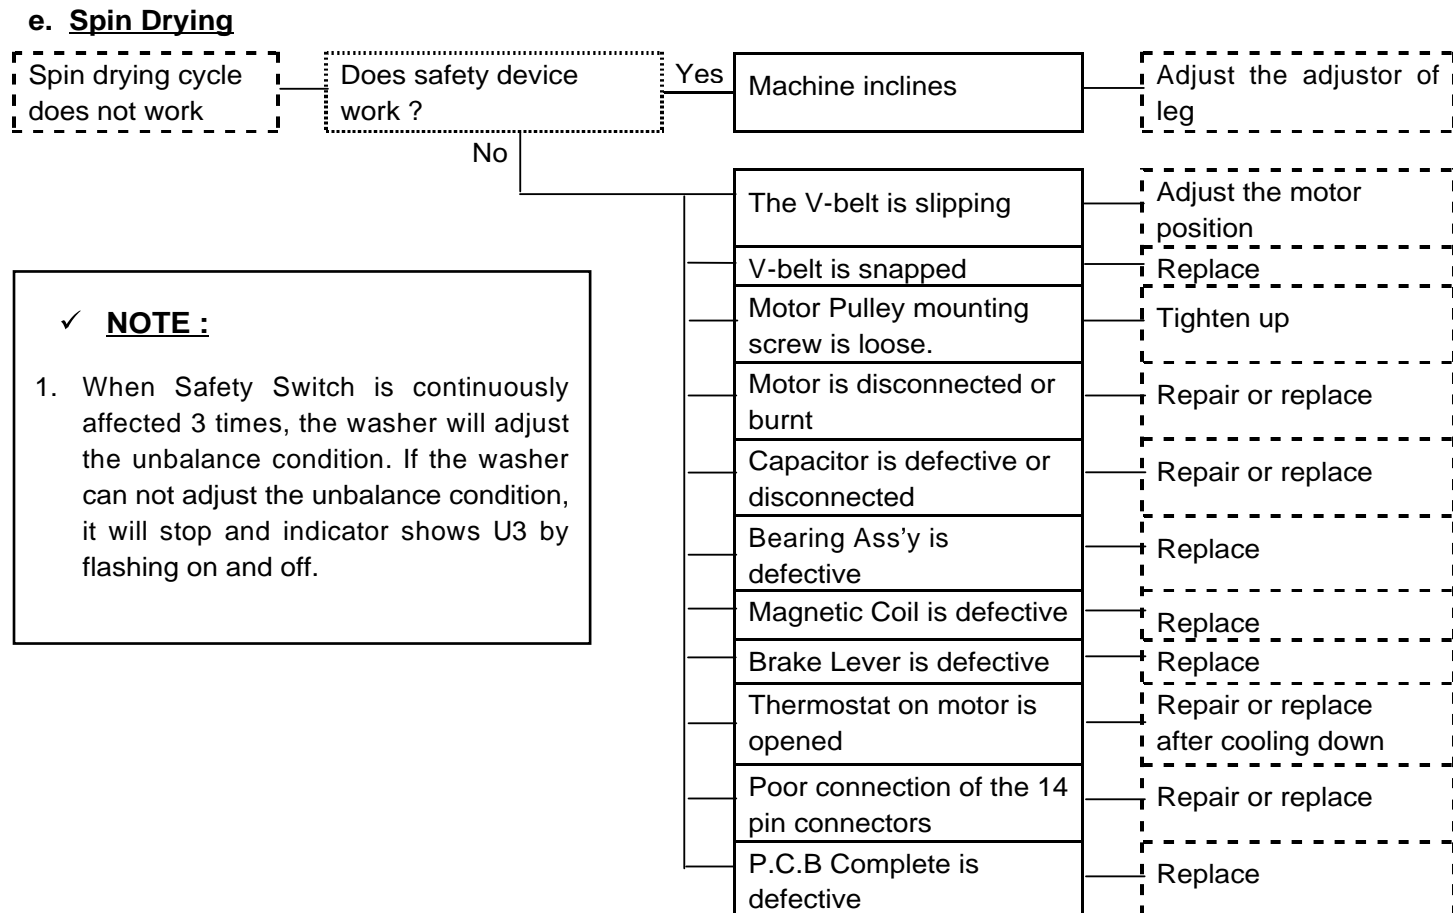 e. Spin Drying
Spin drying cycle
does not work
Does safety device
work ?
Yes
Machine inclines
Adjust the adjustor of
leg
No
The V-belt is slipping
Adjust the motor
position
V-belt is snapped
Replace
Motor Pulley mounting
screw is loose.
Tighten up
Motor is disconnected or
burnt
Repair or replace
Capacitor is defective or
disconnected
Repair or replace
Bearing Ass'y is
defective
Replace
Magnetic Coil is defective
Replace
Brake Lever is defective
Replace
Thermostat on motor is
opened
Repair or replace
after cooling down
Poor connection of the 14
pin connectors
Repair or replace
P.C.B Complete is
defective
Replace
✓ NOTE :
1. When Safety Switch is continuously
affected 3 times, the washer will adjust
the unbalance condition. If the washer
can not adjust the unbalance condition,
it will stop and indicator shows U3 by
flashing on and off.